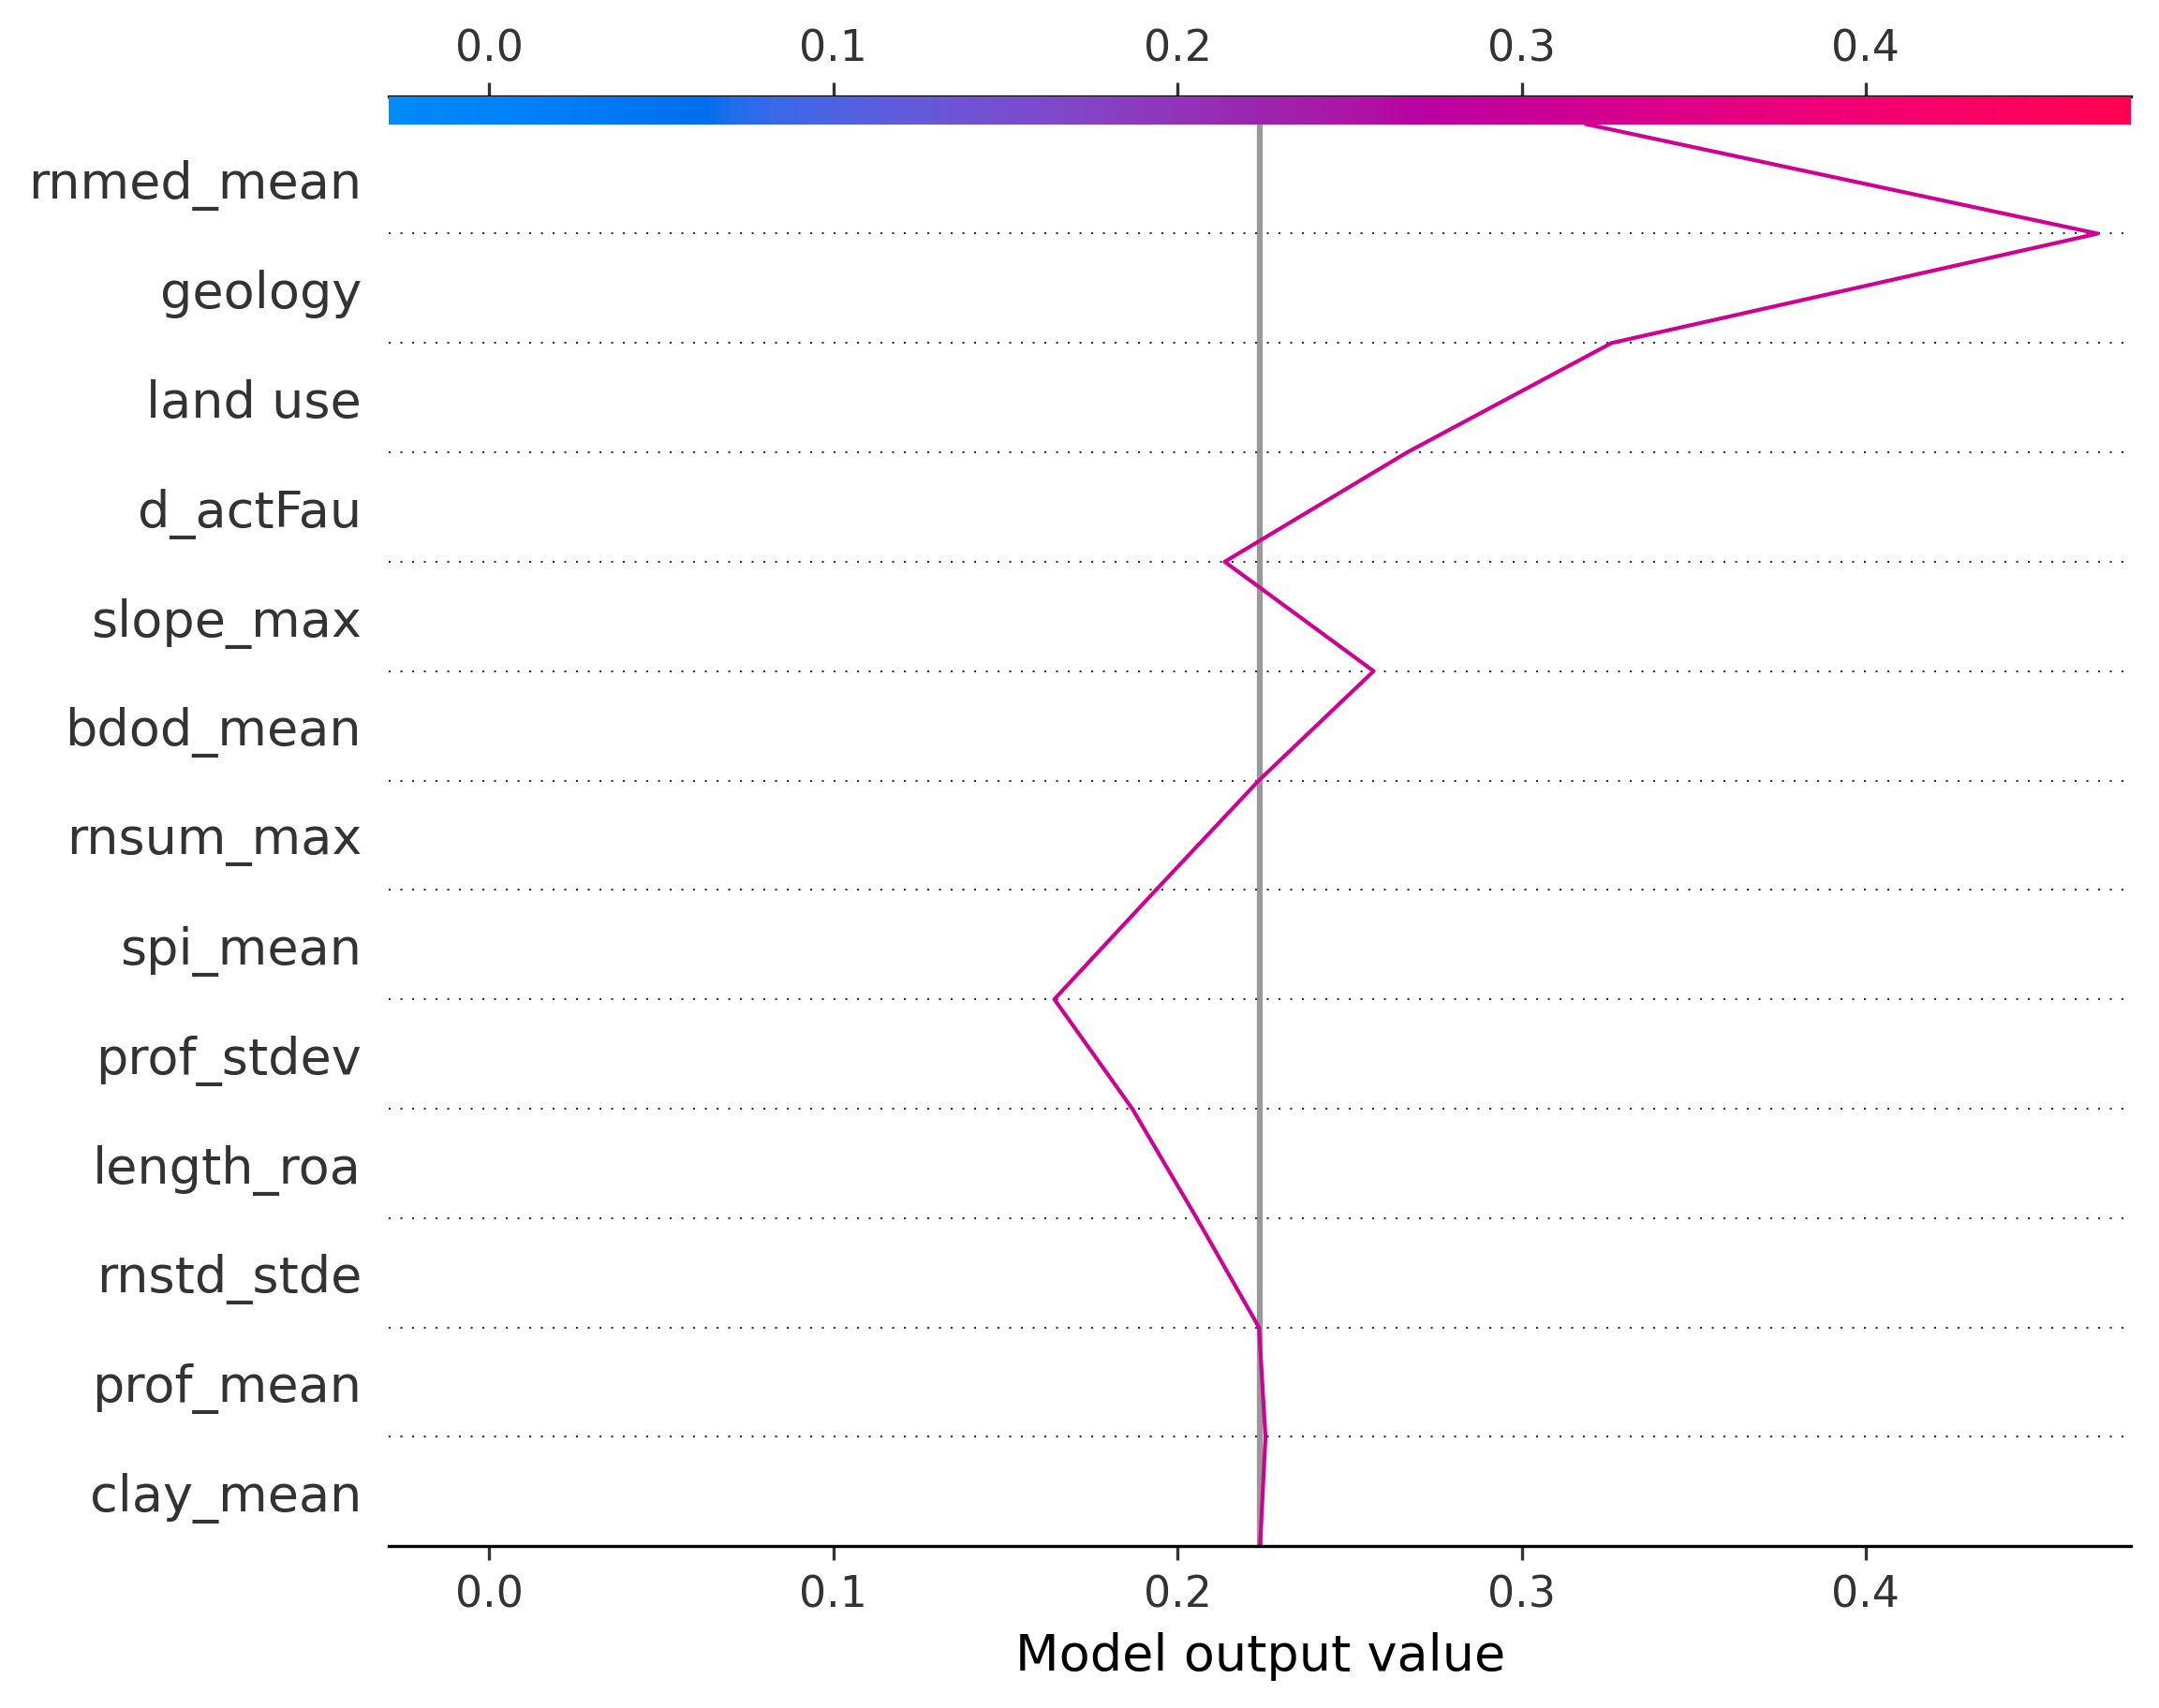 0.0 0.1 0.2 0.3 0.4
rnmed_mean
geology
land use
d_actFau
slope_max
bdod_mean
rnsum_max
spi_mean
prof_stdev
length_roa
rnstd_stde
prof_mean
clay_mean
0.0 0.1 0.2 0.3 0.4
Model output value